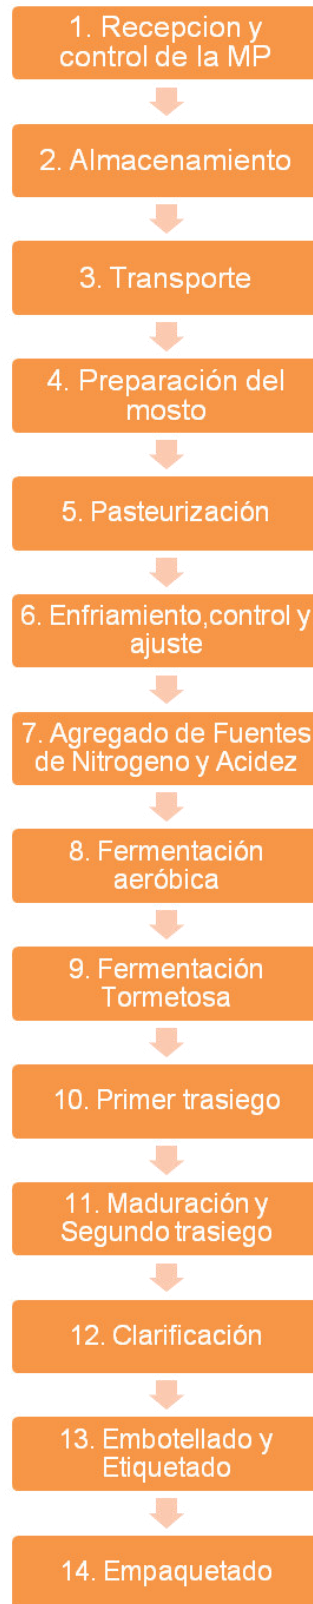 1. Recepcion y
control de la MP
2. Almacenamiento
3. Transporte
4. Preparación del
mosto
5. Pasteurización
6. Enfriamiento,control y
ajuste
7. Agregado de Fuentes
de Nitrogeno y Acidez
8. Fermentación
aeróbica
9. Fermentación
Tormetosa
10. Primer trasiego
11. Maduración y
Segundo trasiego
12. Clarificación
13. Embotellado y
Etiquetado
14. Empaquetado